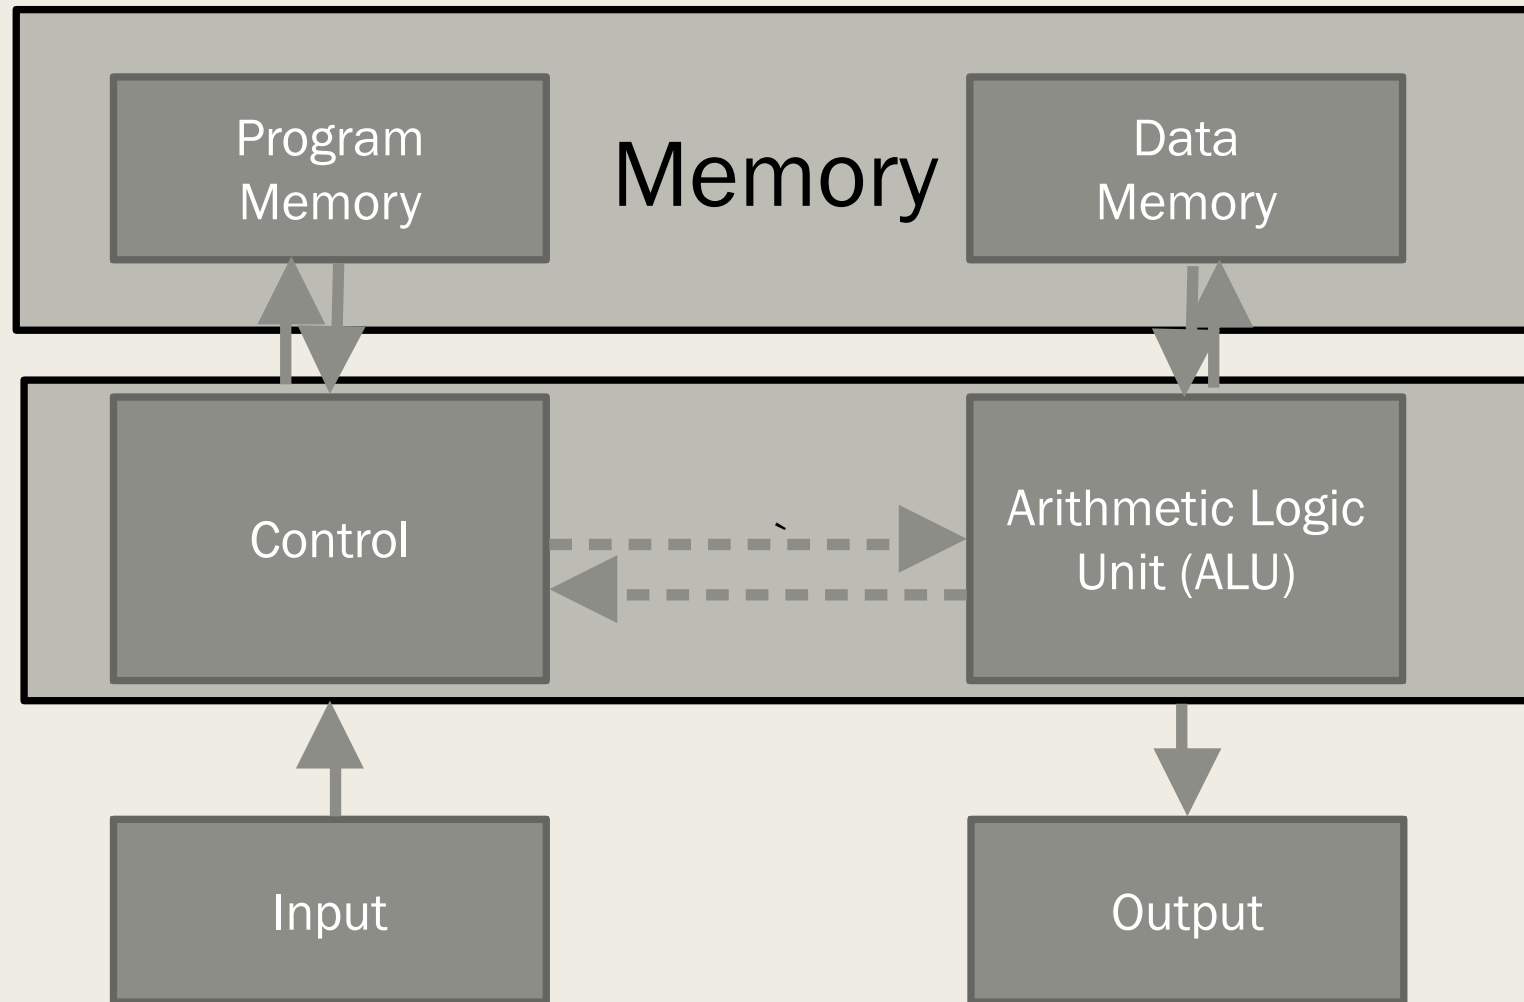 Program
Memory
Memory
Data
Memory
Control
`
Arithmetic Logic
Unit (ALU)
Input
Output